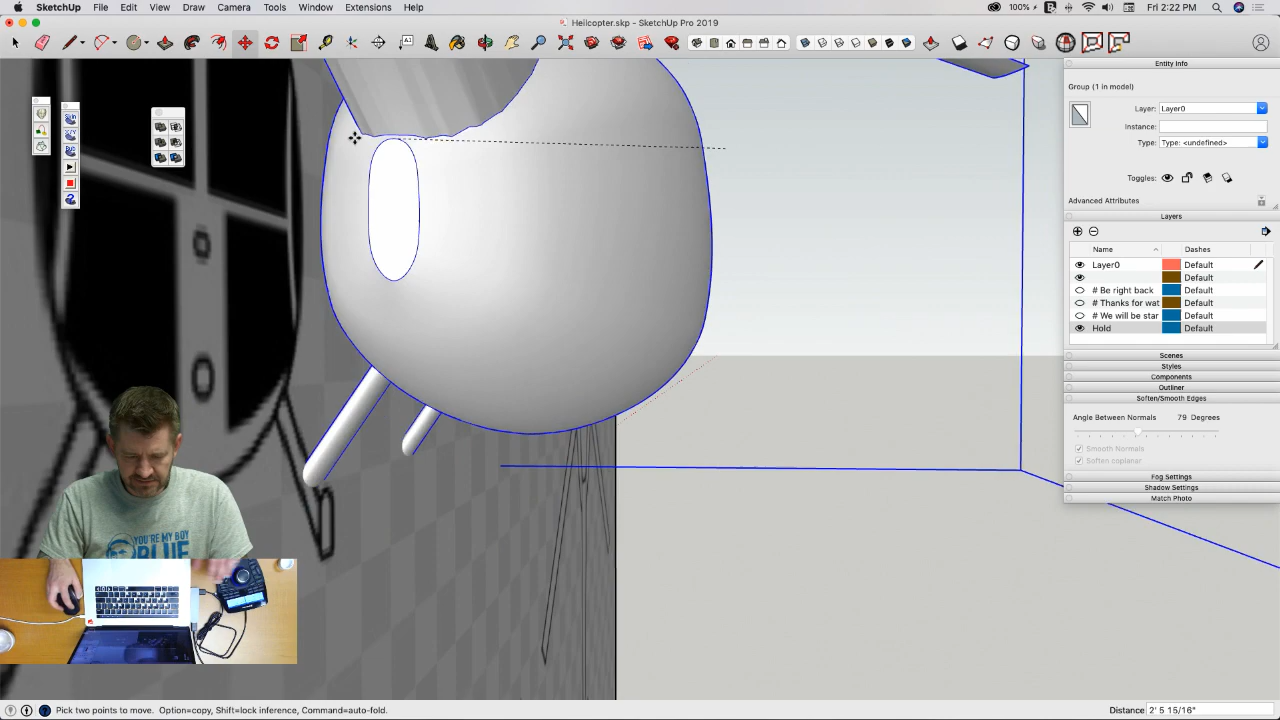 SketchUp File Edit View Camera Draw Tools Window Extensions Help 100% Fri 2:22 PM
Helicopter.skp - SketchUp Pro 2019
Entity Info
Group (1 in model)
Layer: Layer0
Instance:
Type: Type: <undefined>
Toggles:
Advanced Attributes
Layers
Name Dashes
Layer0 Default
Default
# Be right back Default
# Thanks for wat Default
# We will be star Default
Hold Default
Scenes
Styles
Components
Outliner
Soften/Smooth Edges
Angle Between Normals 79 Degrees
Smooth Normals
Soften coplanar
Fog Settings
Shadow Settings
Match Photo
YOU'RE MY BOY
BLUE
Pick two points to move. Option=copy, Shift=lock inference, Command=auto-fold. Distance 2' 5 15/16"